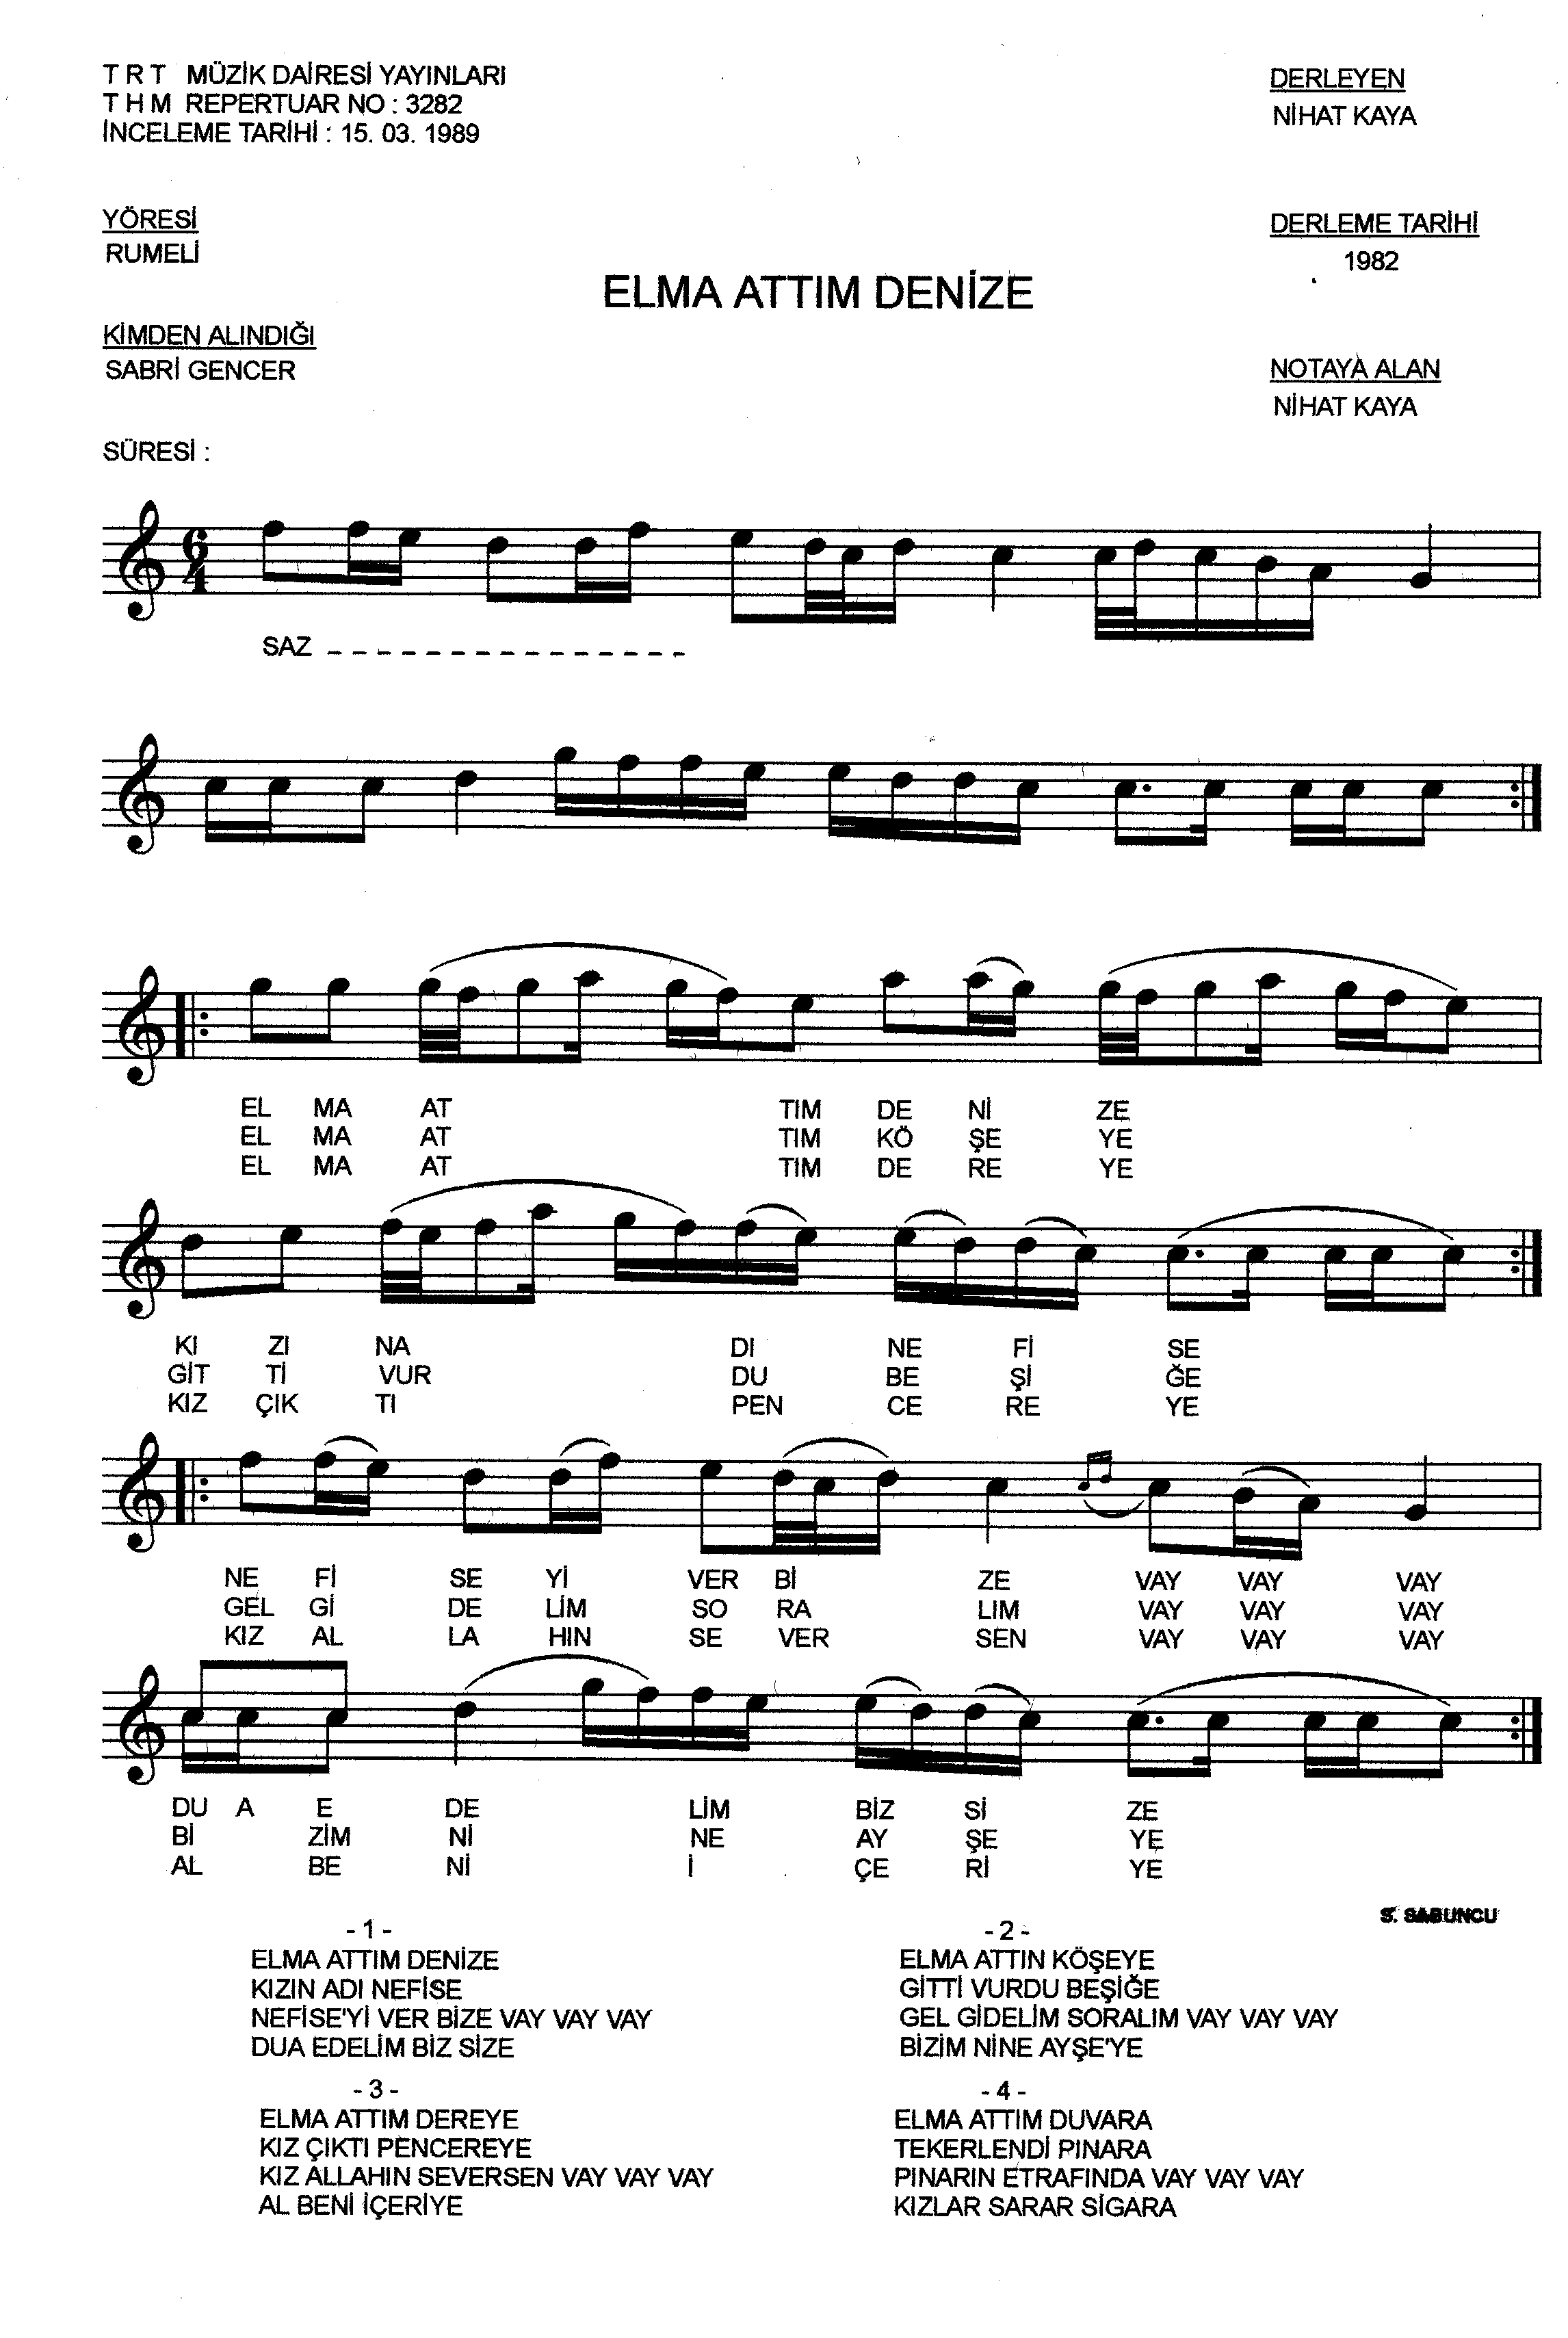 T R T MÜZİK DAİRESİ YAYINLARI
T H M REPERTUAR NO : 3282
İNCELEME TARİHİ : 15. 03. 1989
DERLEYEN
NİHAT KAYA
YÖRESİ
RUMELİ
DERLEME TARİHİ
1982
ELMA ATTIM DENİZE
KİMDEN ALINDIĞI
SABRİ GENCER
NOTAYA ALAN
NİHAT KAYA
SÜRESİ :
6
4
SAZ _ _ _ _ _ _ _ _ _ _ _ _ _ _ _
EL MA AT TIM DE Nİ ZE
EL MA AT TIM KÖ ŞE YE
EL MA AT TIM DE RE YE
KI ZI NA DI NE Fİ SE
GİT Tİ VUR DU BE Şİ ĞE
KIZ ÇIK TI PEN CE RE YE
NE Fİ SE Yİ VER Bİ ZE VAY VAY VAY
GEL Gİ DE LİM SO RA LIM VAY VAY VAY
KIZ AL LA HIN SE VER SEN VAY VAY VAY
DU A E DE LİM BİZ Sİ ZE
Bİ ZİM Nİ NE AY ŞE YE
AL BE Nİ İ ÇE Rİ YE
S. SABUNCU
- 1 -
ELMA ATTIM DENİZE
KIZIN ADI NEFİSE
NEFİSE'Yİ VER BİZE VAY VAY VAY
DUA EDELİM BİZ SİZE
- 2 -
ELMA ATTIN KÖŞEYE
GİTTİ VURDU BEŞİĞE
GEL GİDELİM SORALIM VAY VAY VAY
BİZİM NİNE AYŞE'YE
- 3 -
ELMA ATTIM DEREYE
KIZ ÇIKTI PENCEREYE
KIZ ALLAHIN SEVERSEN VAY VAY VAY
AL BENİ İÇERİYE
- 4 -
ELMA ATTIM DUVARA
TEKERLENDİ PINARA
PINARIN ETRAFINDA VAY VAY VAY
KIZLAR SARAR SİGARA